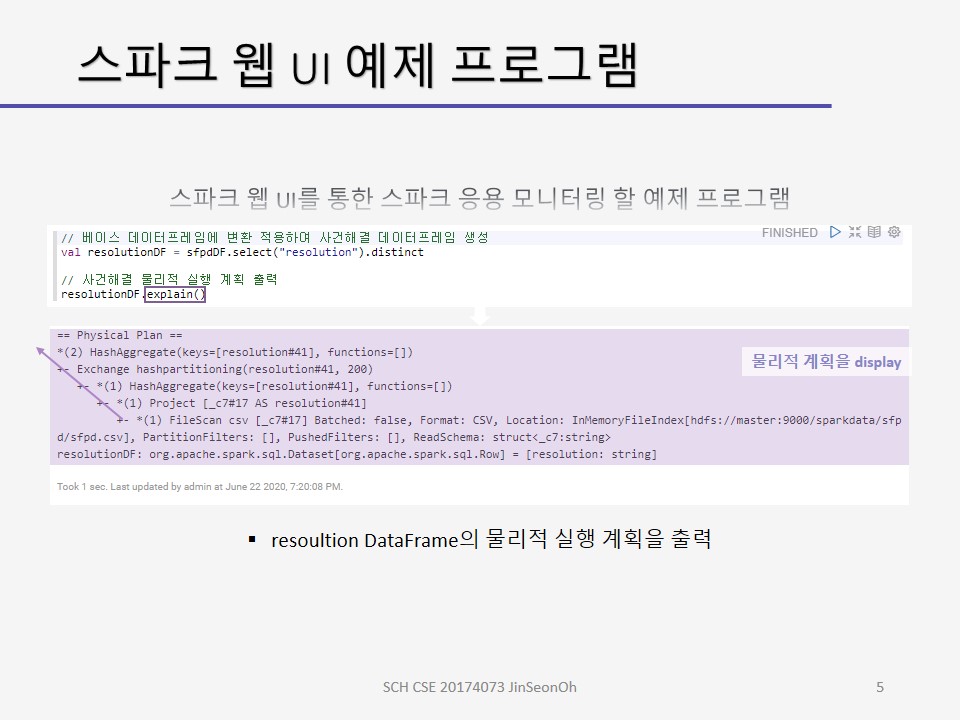 스파크 웹 UI 예제 프로그램
스파크 웹 UI를 통한 스파크 응용 모니터링 할 예제 프로그램
// 베이스 데이터프레임에 변환 적용하여 사건해결 데이터프레임 생성
FINISHED
val resolutionDF = sfpdDF.select("resolution").distinct
// 사건해결 물리적 실행 계획 출력
resolutionDF.explain()
== Physical Plan ==
*(2) HashAggregate(keys=[resolution#41], functions=[])
+- Exchange hashpartitioning(resolution#41, 200)
+- *(1) HashAggregate(keys=[resolution#41], functions=[])
+- *(1) Project [_c7#17 AS resolution#41]
+- *(1) FileScan csv [_c7#17] Batched: false, Format: CSV, Location: InMemoryFileIndex[hdfs://master:9000/sparkdata/sfp
d/sfpd.csv], PartitionFilters: [], PushedFilters: [], ReadSchema: struct<_c7:string>
resolutionDF: org.apache.spark.sql.Dataset[org.apache.spark.sql.Row] = [resolution: string]
물리적 계획을 display
Took 1 sec. Last updated by admin at June 22 2020, 7:20:08 PM.
▪ resoultion DataFrame의 물리적 실행 계획을 출력
SCH CSE 20174073 JinSeonOh
5